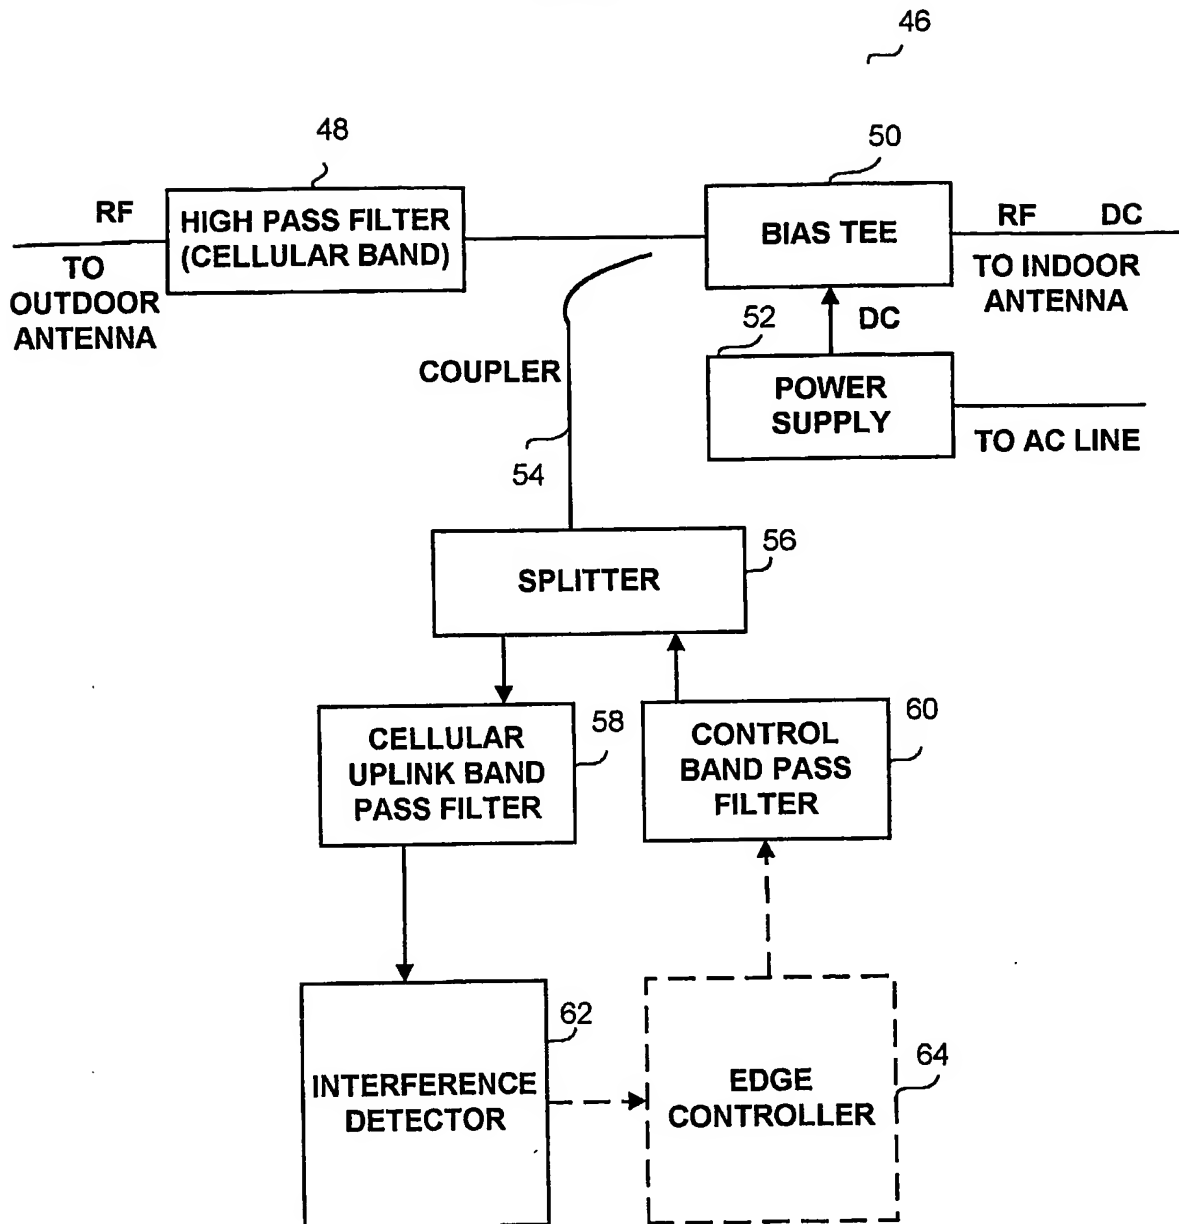 46
48
50
RF
HIGH PASS FILTER
(CELLULAR BAND)
BIAS TEE
RF DC
TO
OUTDOOR
ANTENNA
TO INDOOR
ANTENNA
52
DC
COUPLER
POWER
SUPPLY
TO AC LINE
54
SPLITTER
56
CELLULAR
UPLINK BAND
PASS FILTER
58
CONTROL
BAND PASS
FILTER
60
INTERFERENCE
DETECTOR
62
EDGE
CONTROLLER
64